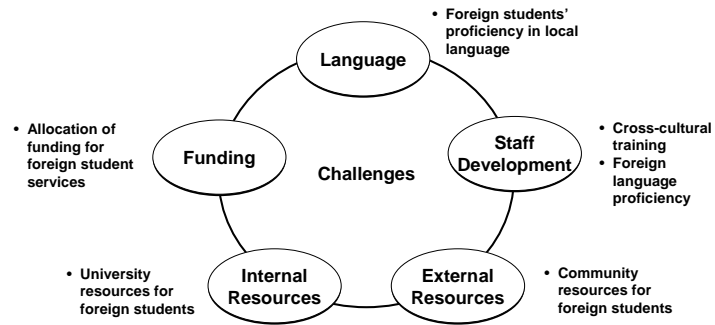 • Foreign students'
proficiency in local
language
Language
• Allocation of
funding for
foreign student
services
Funding
Staff
Development
• Cross-cultural
training
• Foreign
language
proficiency
Challenges
• University
resources for
foreign students
Internal
Resources
External
Resources
• Community
resources for
foreign students